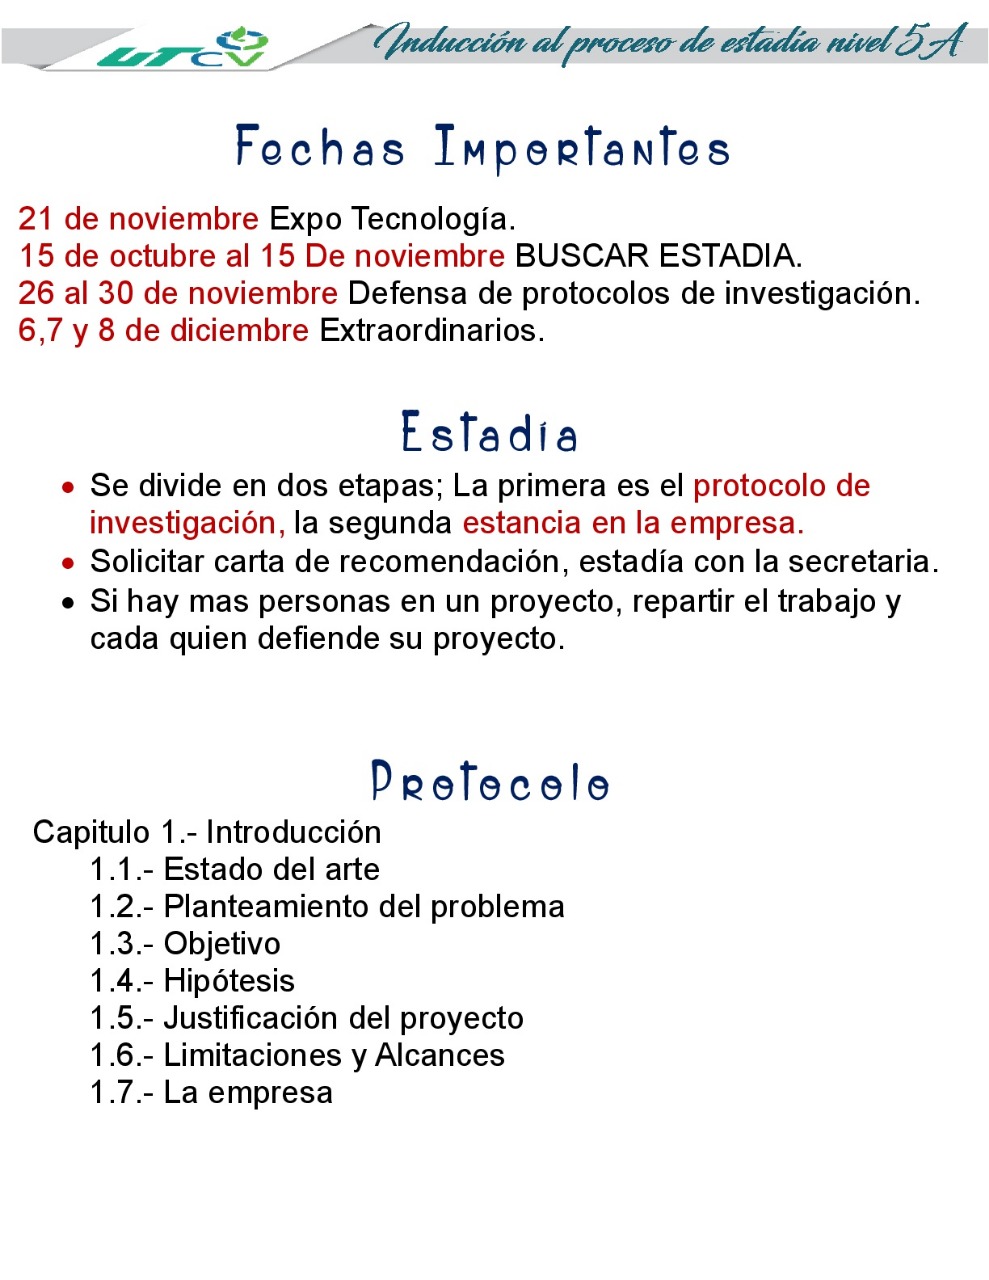 UTCV
Inducción al proceso de estadía nivel 5A
Fechas Importantes
21 de noviembre Expo Tecnología.
15 de octubre al 15 De noviembre BUSCAR ESTADIA.
26 al 30 de noviembre Defensa de protocolos de investigación.
6,7 y 8 de diciembre Extraordinarios.
Estadía
• Se divide en dos etapas; La primera es el protocolo de
investigación, la segunda estancia en la empresa.
• Solicitar carta de recomendación, estadía con la secretaria.
• Si hay mas personas en un proyecto, repartir el trabajo y
cada quien defiende su proyecto.
Protocolo
Capitulo 1.- Introducción
1.1.- Estado del arte
1.2.- Planteamiento del problema
1.3.- Objetivo
1.4.- Hipótesis
1.5.- Justificación del proyecto
1.6.- Limitaciones y Alcances
1.7.- La empresa